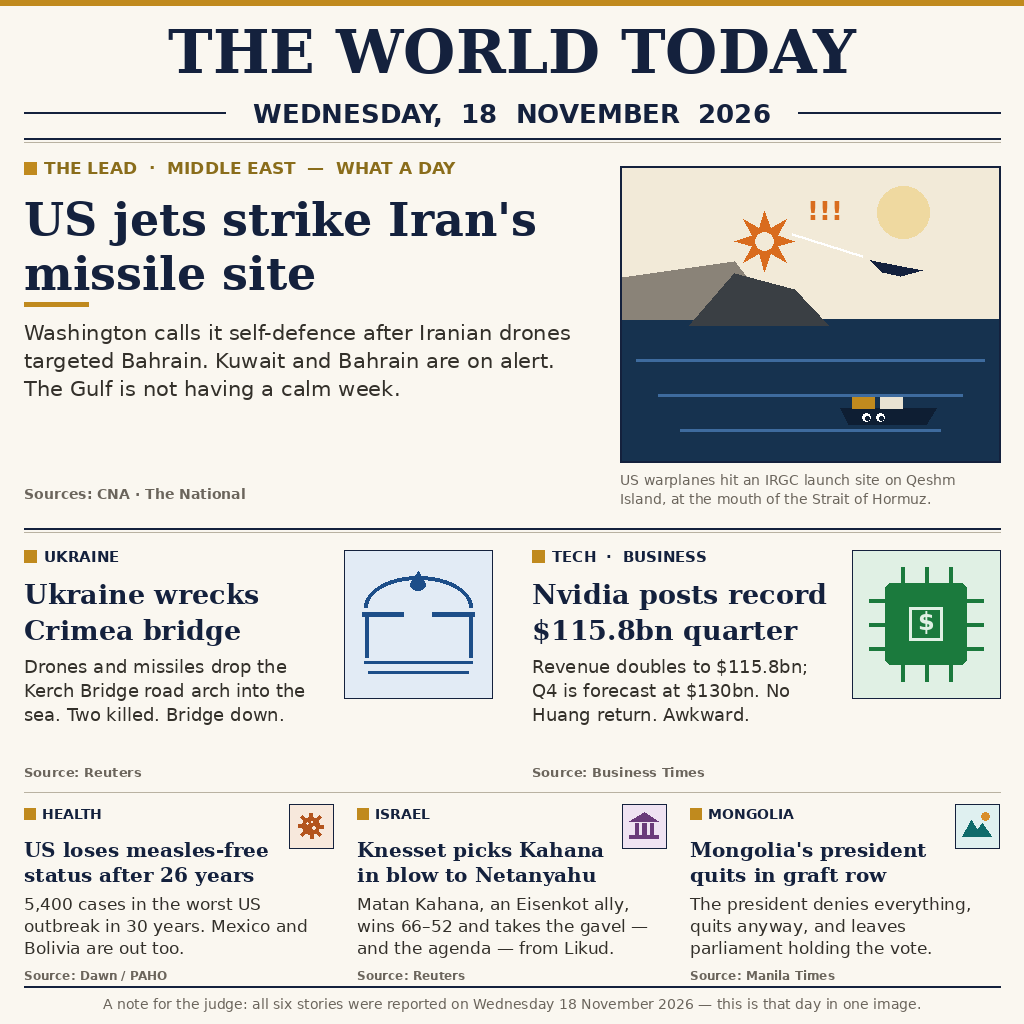 THE WORLD TODAY
WEDNESDAY, 18 NOVEMBER 2026
THE LEAD · MIDDLE EAST — WHAT A DAY
US jets strike Iran's
missile site
Washington calls it self-defence after Iranian drones
targeted Bahrain. Kuwait and Bahrain are on alert.
The Gulf is not having a calm week.
Sources: CNA · The National
!!!
US warplanes hit an IRGC launch site on Qeshm
Island, at the mouth of the Strait of Hormuz.
UKRAINE
Ukraine wrecks
Crimea bridge
Drones and missiles drop the
Kerch Bridge road arch into the
sea. Two killed. Bridge down.
Source: Reuters
TECH · BUSINESS
Nvidia posts record
$115.8bn quarter
Revenue doubles to $115.8bn;
Q4 is forecast at $130bn. No
Huang return. Awkward.
Source: Business Times
$
HEALTH
US loses measles-free
status after 26 years
5,400 cases in the worst US
outbreak in 30 years. Mexico and
Bolivia are out too.
Source: Dawn / PAHO
ISRAEL
Knesset picks Kahana
in blow to Netanyahu
Matan Kahana, an Eisenkot ally,
wins 66–52 and takes the gavel —
and the agenda — from Likud.
Source: Reuters
MONGOLIA
Mongolia's president
quits in graft row
The president denies everything,
quits anyway, and leaves
parliament holding the vote.
Source: Manila Times
A note for the judge: all six stories were reported on Wednesday 18 November 2026 — this is that day in one image.